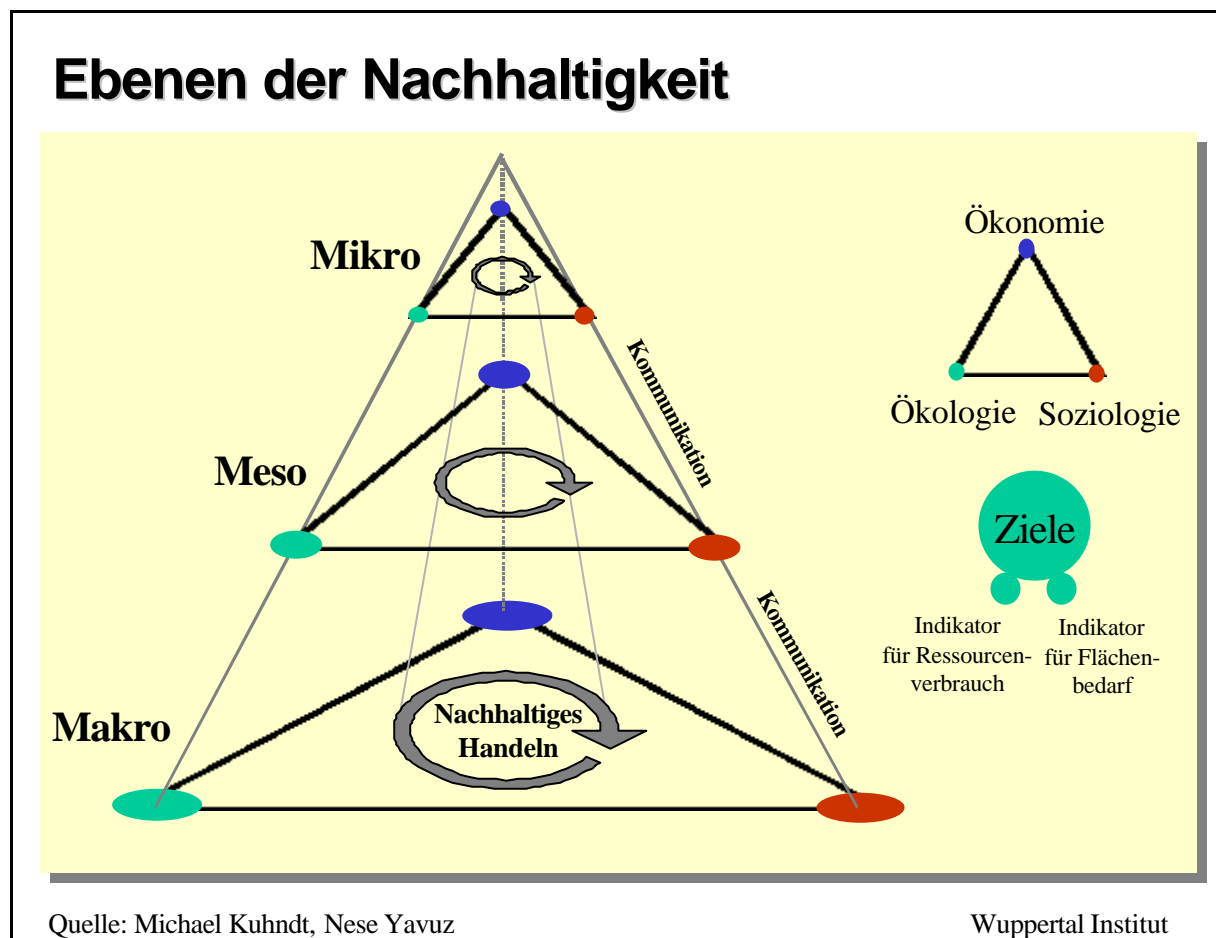 Ebenen der Nachhaltigkeit
Mikro
Kommunikation
Meso
Kommunikation
Makro
Nachhaltiges
Handeln
Ökonomie
Ökologie
Soziologie
Ziele
Indikator
für Ressourcen-
verbrauch
Indikator
für Flächen-
bedarf
Quelle: Michael Kuhndt, Nese Yavuz
Wuppertal Institut